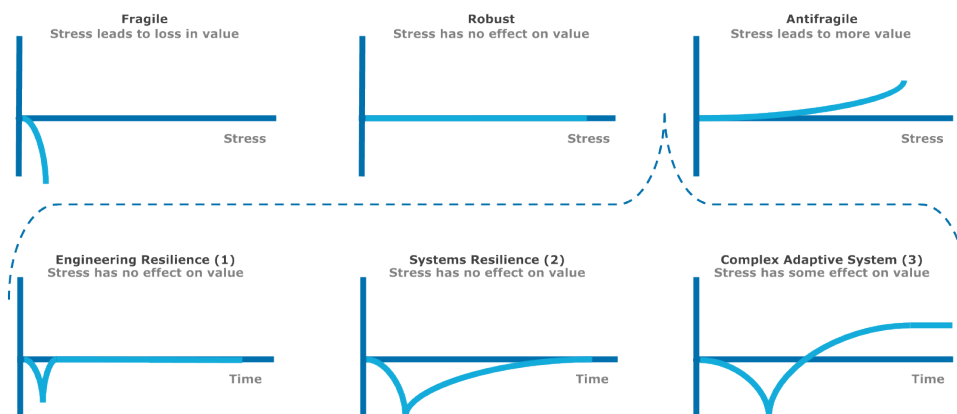 Fragile
Stress leads to loss in value
Stress
Robust
Stress has no effect on value
Stress
Antifragile
Stress leads to more value
Stress
Engineering Resilience (1)
Stress has no effect on value
Time
Systems Resilience (2)
Stress has no effect on value
Time
Complex Adaptive System (3)
Stress has some effect on value
Time